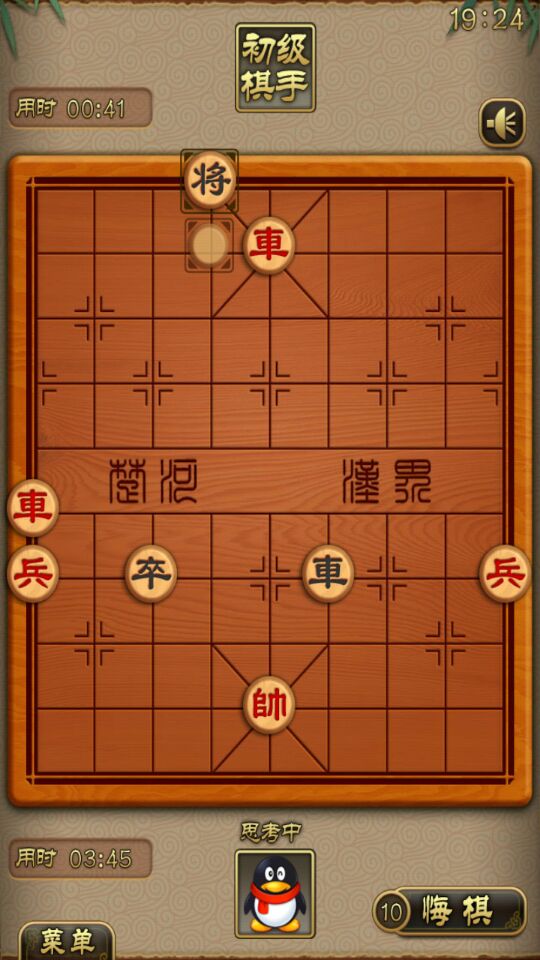 19:24
初级
棋手
用时 00:41
将
車
楚河 漢界
車
兵 卒 車 兵
帥
思考中
用时 03:45
10 悔棋
菜单